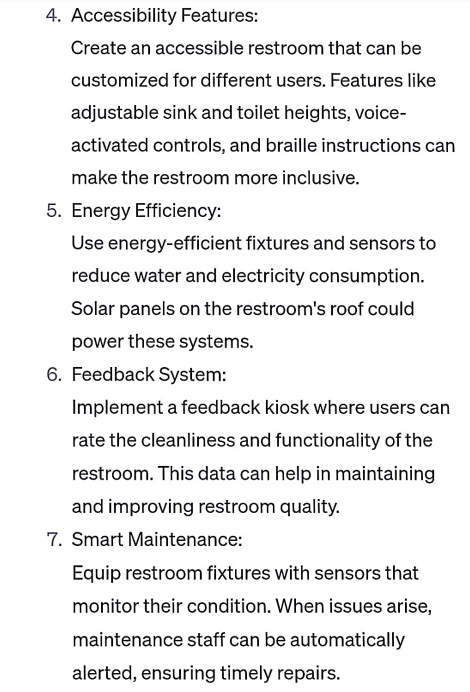 4. Accessibility Features:
Create an accessible restroom that can be
customized for different users. Features like
adjustable sink and toilet heights, voice-
activated controls, and braille instructions can
make the restroom more inclusive.
5. Energy Efficiency:
Use energy-efficient fixtures and sensors to
reduce water and electricity consumption.
Solar panels on the restroom's roof could
power these systems.
6. Feedback System:
Implement a feedback kiosk where users can
rate the cleanliness and functionality of the
restroom. This data can help in maintaining
and improving restroom quality.
7. Smart Maintenance:
Equip restroom fixtures with sensors that
monitor their condition. When issues arise,
maintenance staff can be automatically
alerted, ensuring timely repairs.